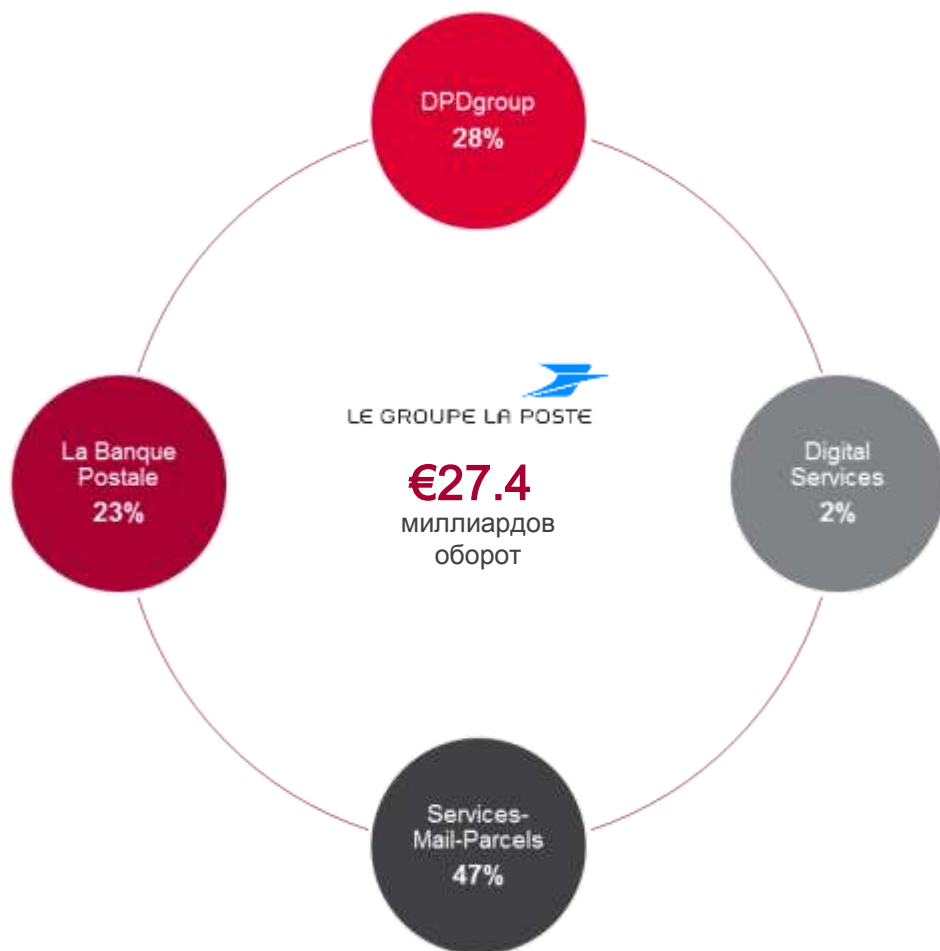 DPDgroup
28%
LE GROUPE LA POSTE
La Banque
Postale
23%
€27.4
миллиардов
оборот
Digital
Services
2%
Services-
Mail-Parcels
47%